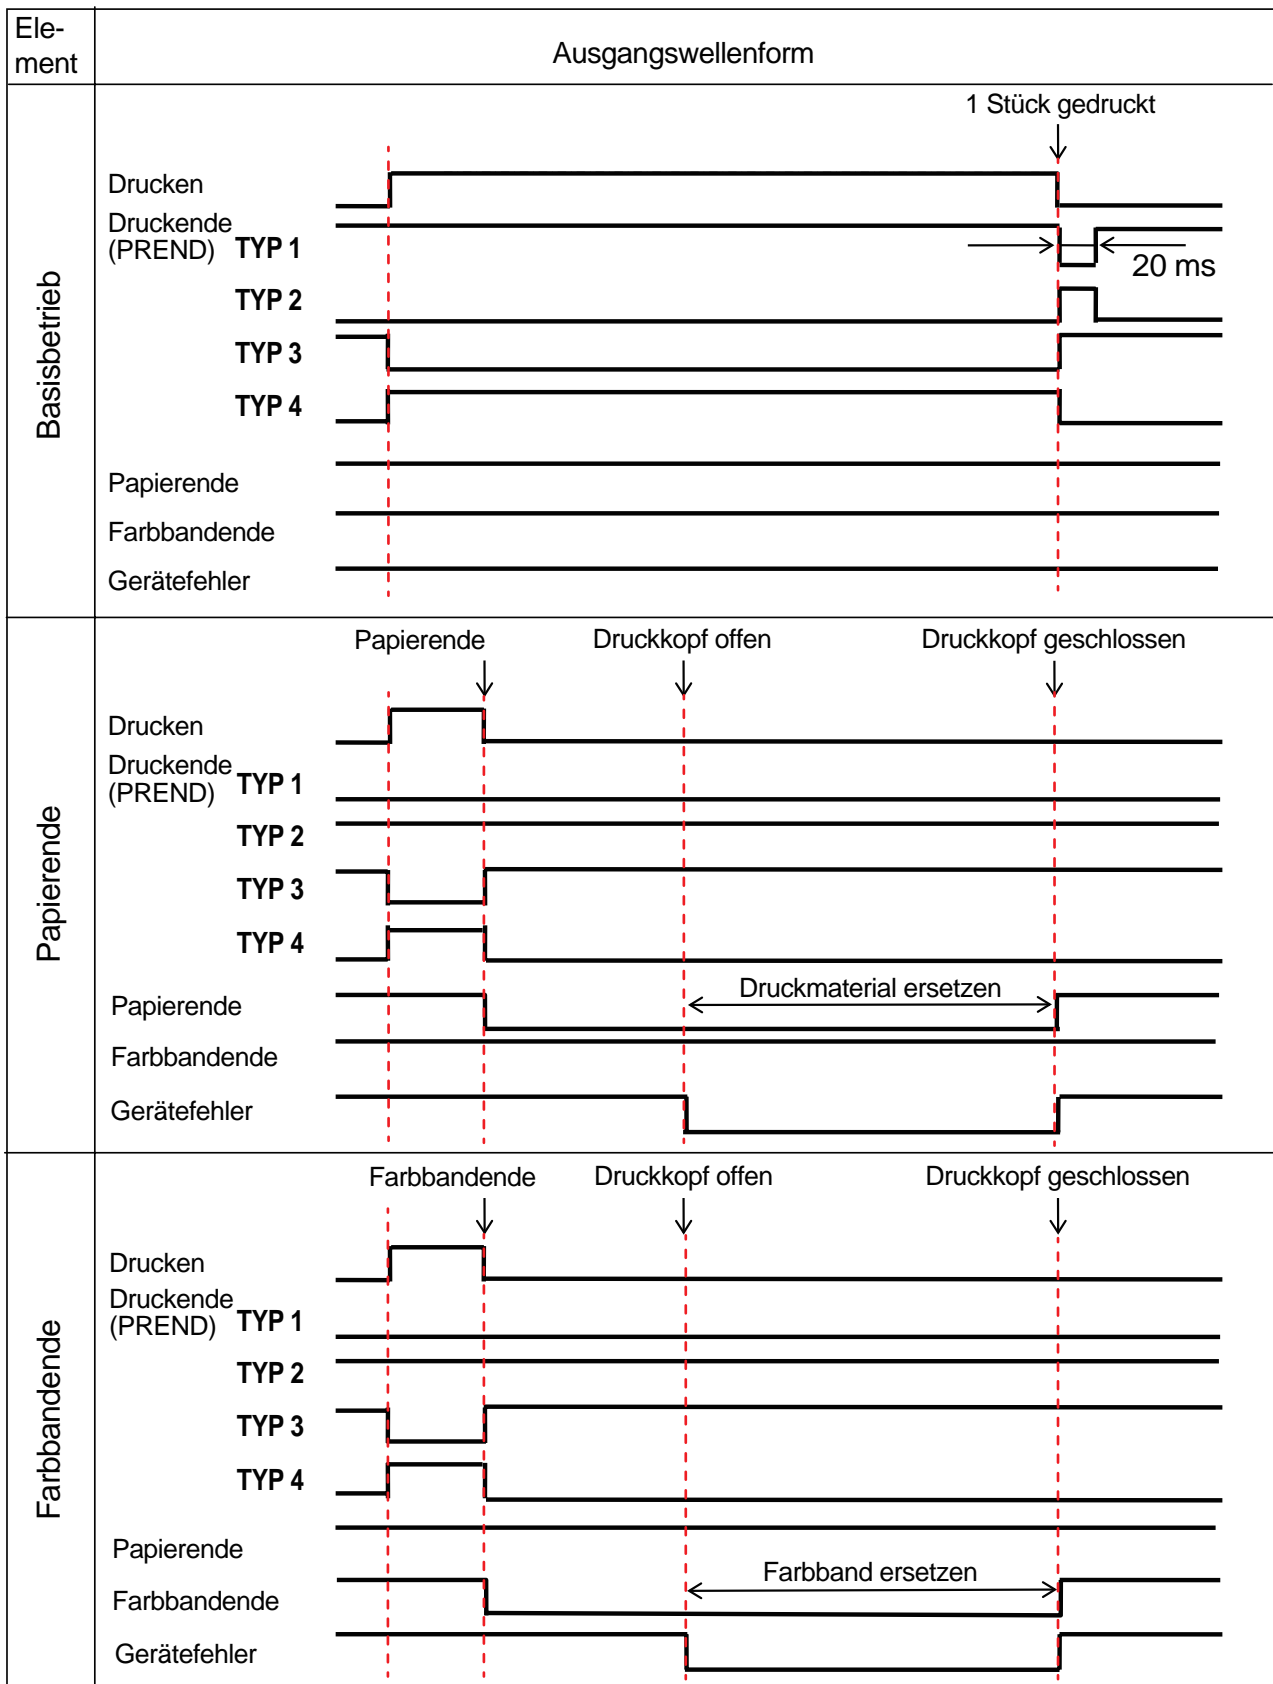 Ele-
ment
Ausgangswellenform
Basisbetrieb
1 Stück gedruckt
Drucken
Druckende
(PREND) TYP 1
20 ms
TYP 2
TYP 3
TYP 4
Papierende
Farbbandende
Gerätefehler
Papierende
Papierende Druckkopf offen Druckkopf geschlossen
Drucken
Druckende
(PREND) TYP 1
TYP 2
TYP 3
TYP 4
Druckmaterial ersetzen
Papierende
Farbbandende
Gerätefehler
Farbbandende
Farbbandende Druckkopf offen Druckkopf geschlossen
Drucken
Druckende
(PREND) TYP 1
TYP 2
TYP 3
TYP 4
Papierende
Farbband ersetzen
Farbbandende
Gerätefehler